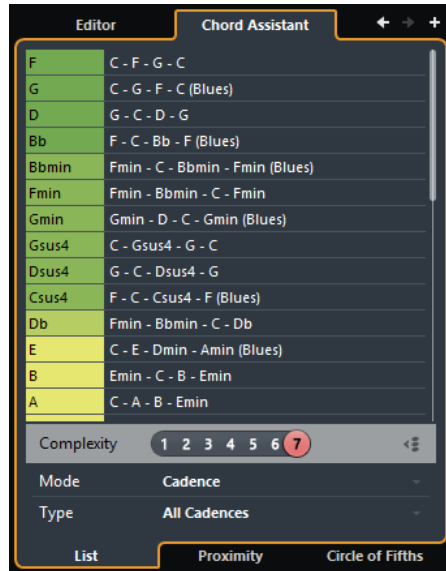 Editor Chord Assistant
F C - F - G - C
G C - G - F - C (Blues)
D G - C - D - G
Bb F - C - Bb - F (Blues)
Bbmin Fmin - C - Bbmin - Fmin (Blues)
Fmin Fmin - Bbmin - C - Fmin
Gmin Gmin - D - C - Gmin (Blues)
Gsus4 C - Gsus4 - G - C
Dsus4 G - C - Dsus4 - G
Csus4 F - C - Csus4 - F (Blues)
Db Fmin - Bbmin - C - Db
E C - E - Dmin - Amin (Blues)
B Emin - C - B - Emin
A C - A - B - Emin
Complexity 1 2 3 4 5 6 7
Mode Cadence
Type All Cadences
List Proximity Circle of Fifths